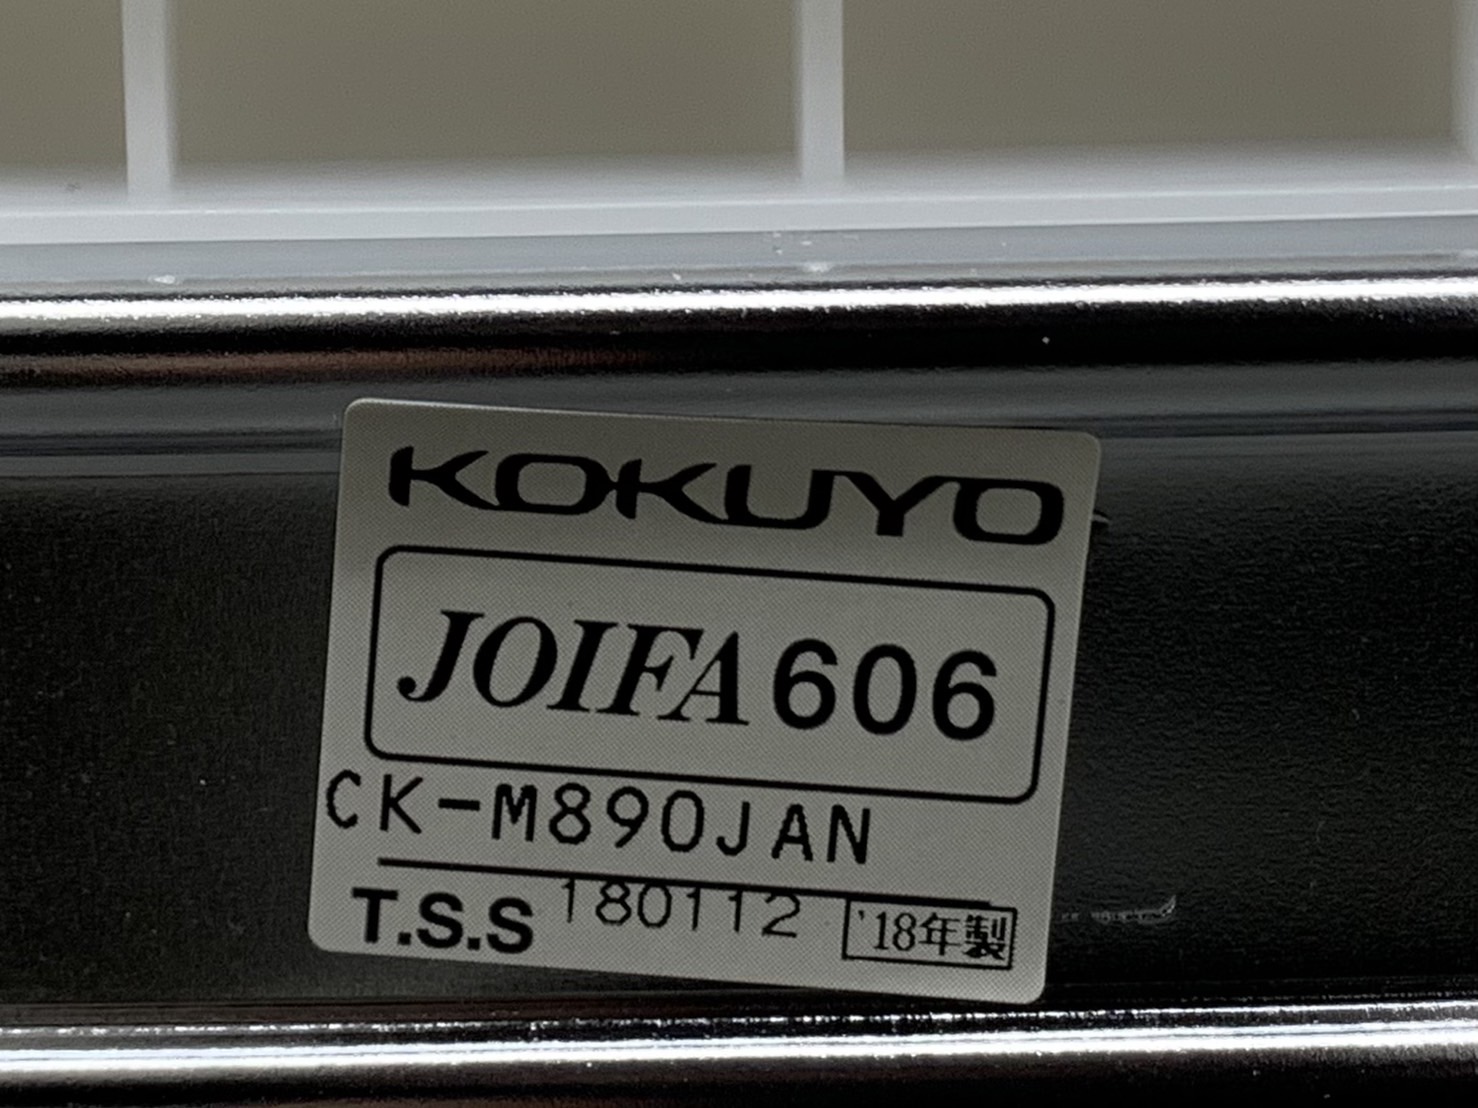 KOKUYO
JOIFA 606
CK-M890JAN
T.S.S 180112 '18年製